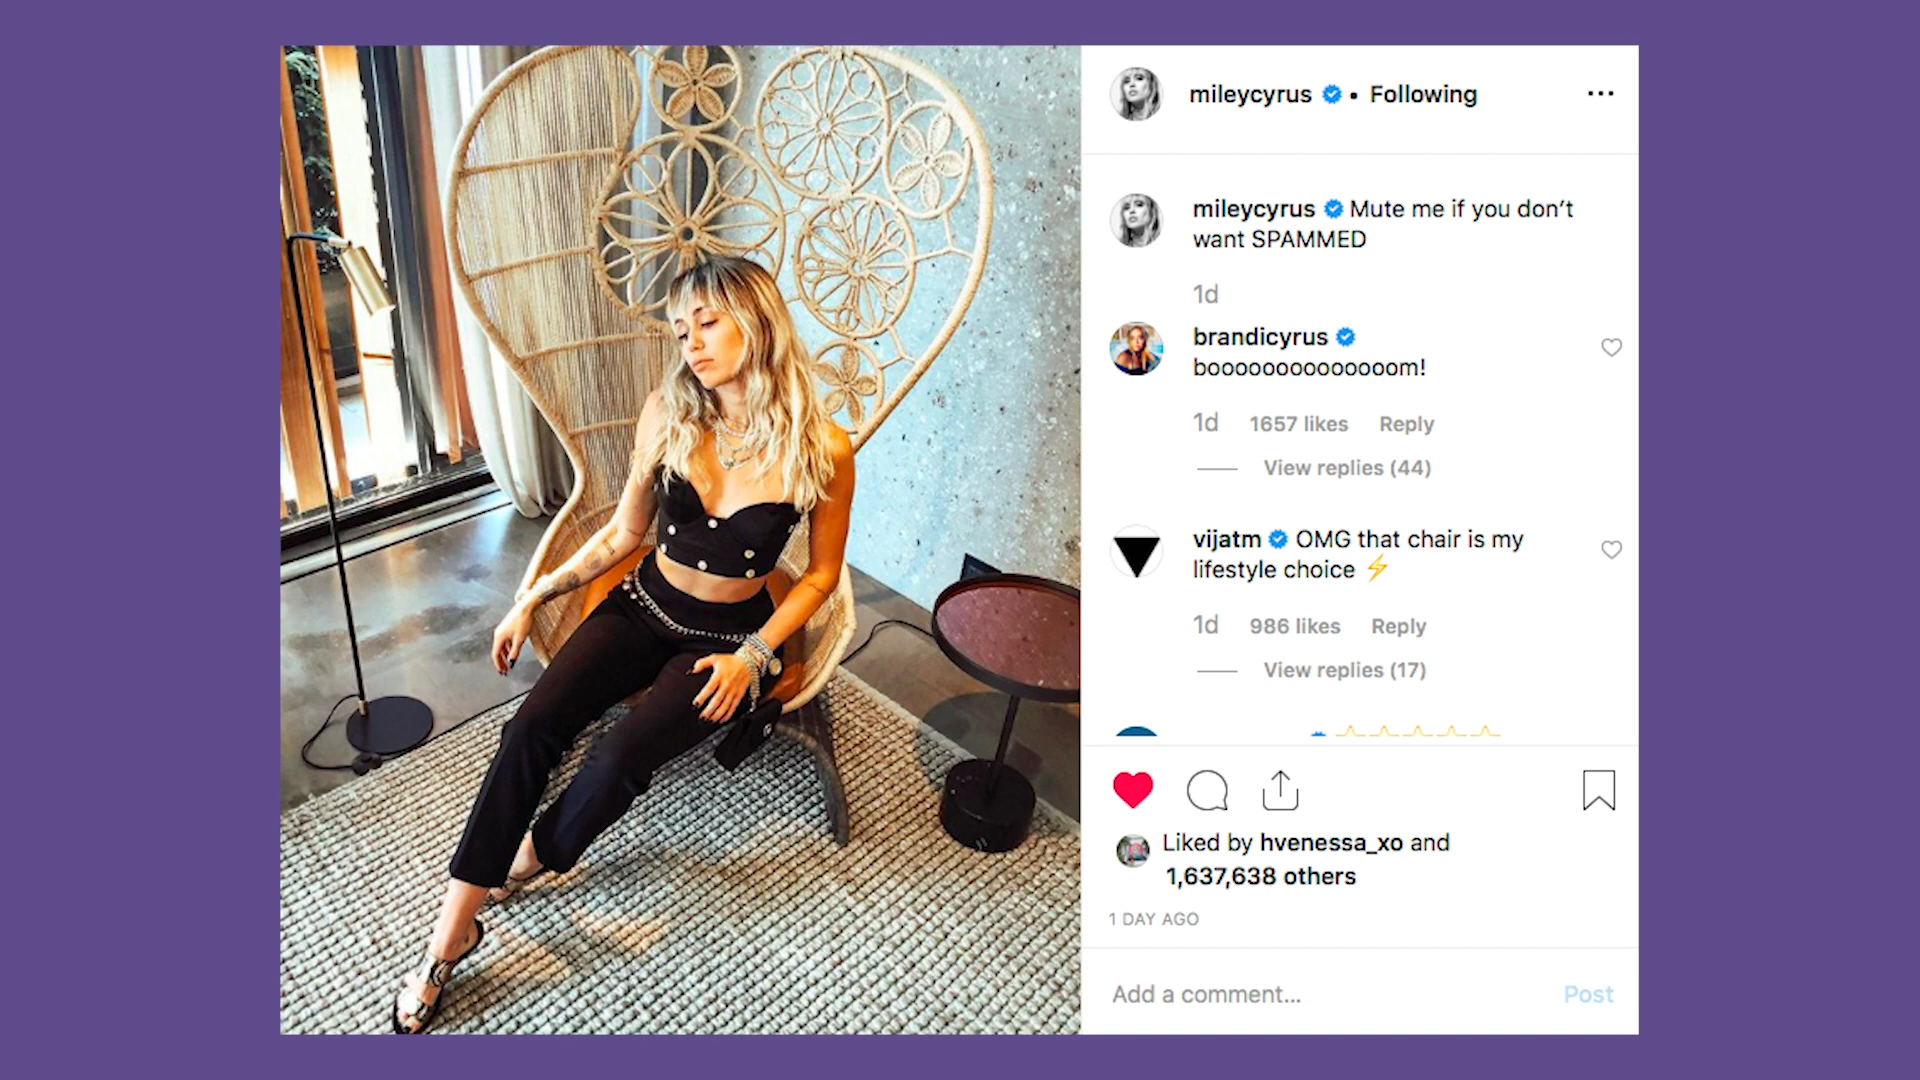 mileycyrus • Following
mileycyrus Mute me if you don't
want SPAMMED
1d
brandicyrus
boooooooooooooom!
1d 1657 likes Reply
View replies (44)
vijatm OMG that chair is my
lifestyle choice ⚡
1d 986 likes Reply
View replies (17)
Liked by hvenessa_xo and
1,637,638 others
1 DAY AGO
Add a comment... Post